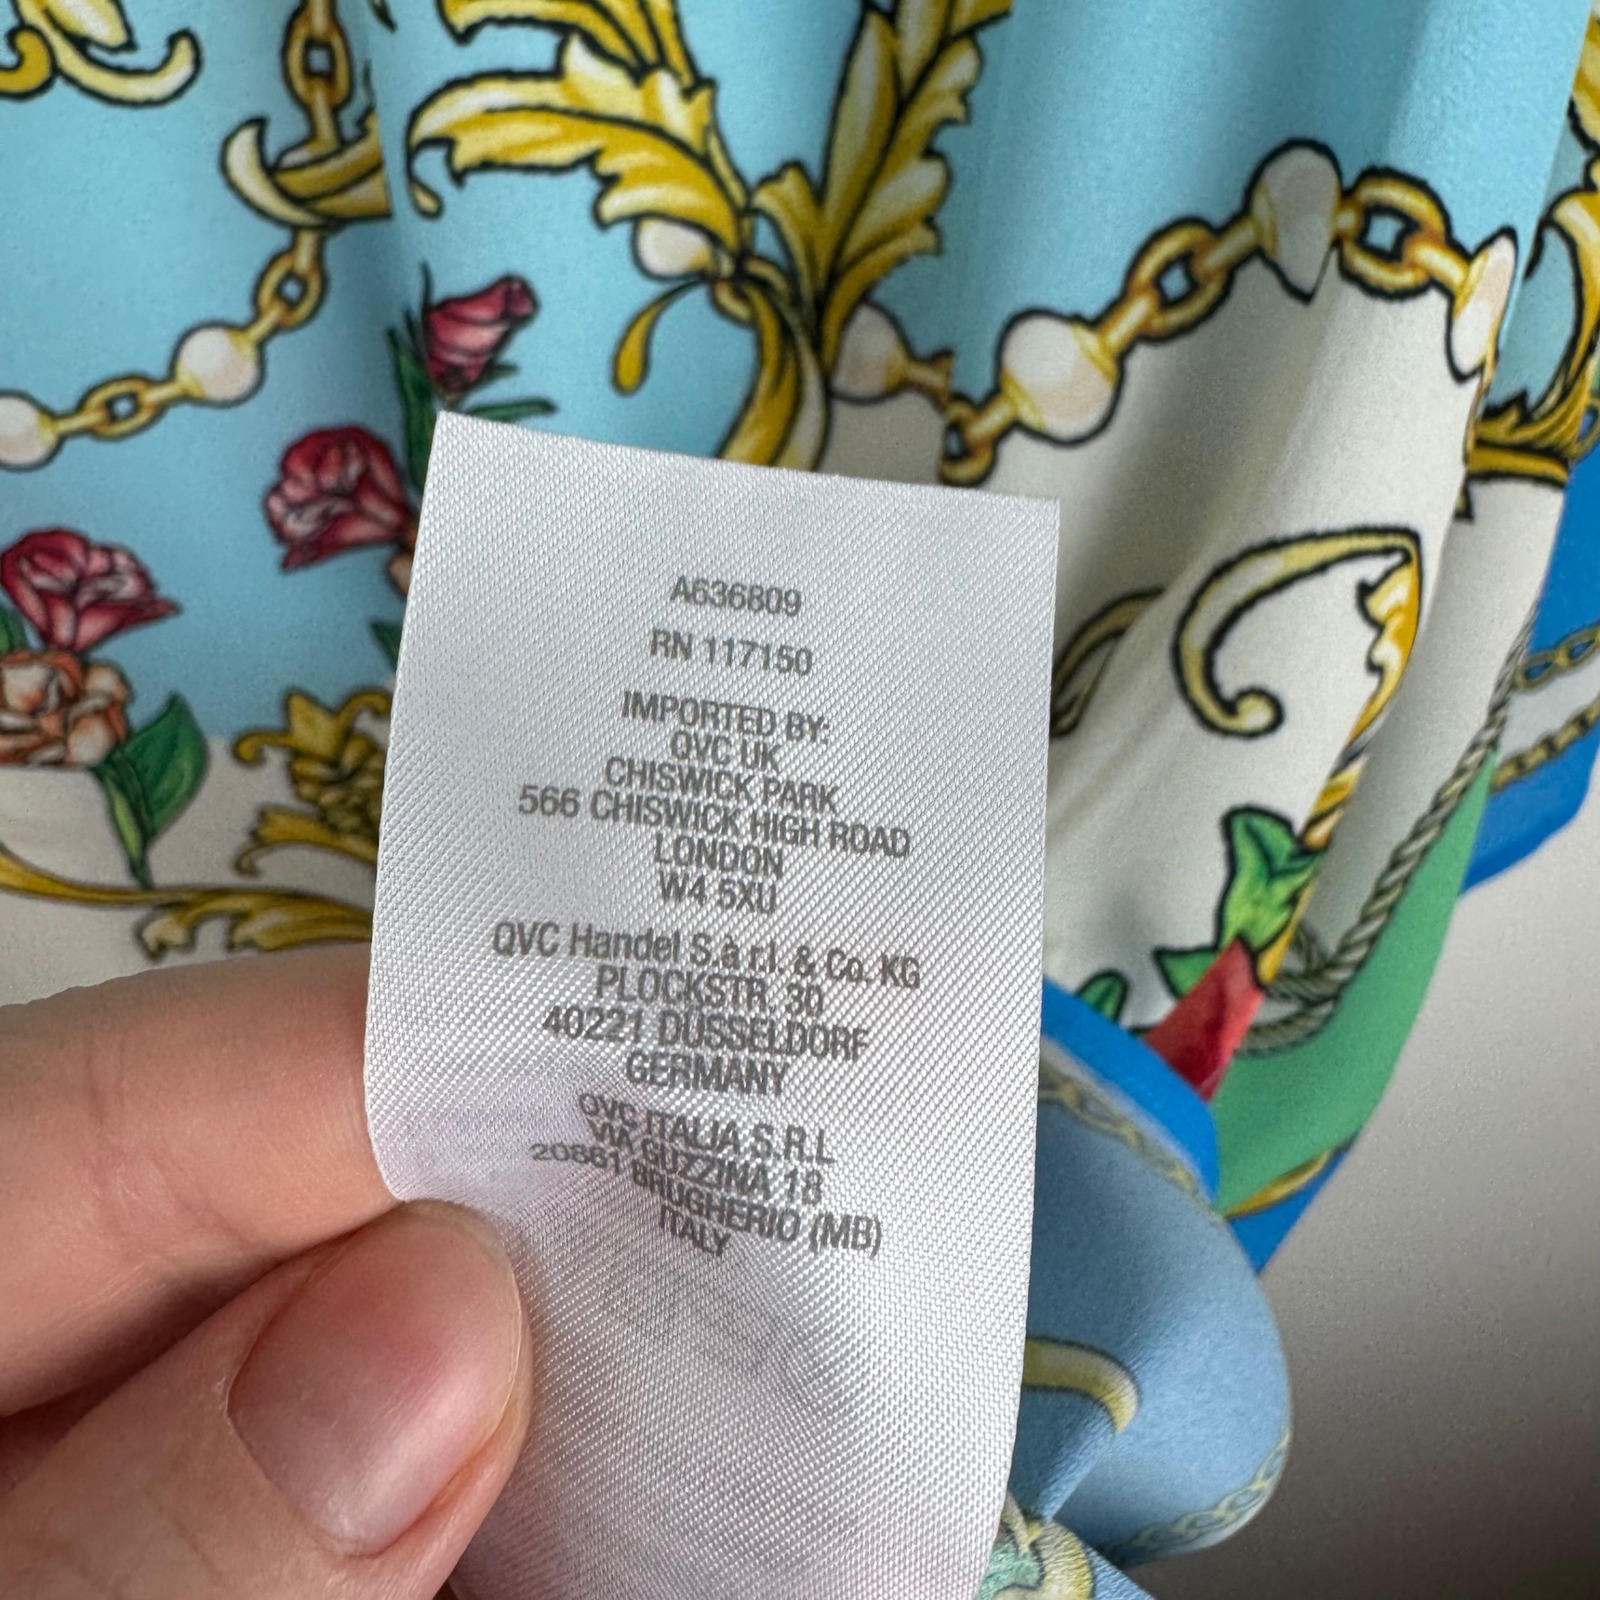 A636809
RN 117150
IMPORTED BY:
QVC UK
CHISWICK PARK
566 CHISWICK HIGH ROAD
LONDON
W4 5XU
QVC Handel S.à r.l. & Co. KG
PLOCKSTR. 30
40221 DÜSSELDORF
GERMANY
QVC ITALIA S.R.L
VIA GUZZINA 18
20861 BRUGHERIO (MB)
ITALY